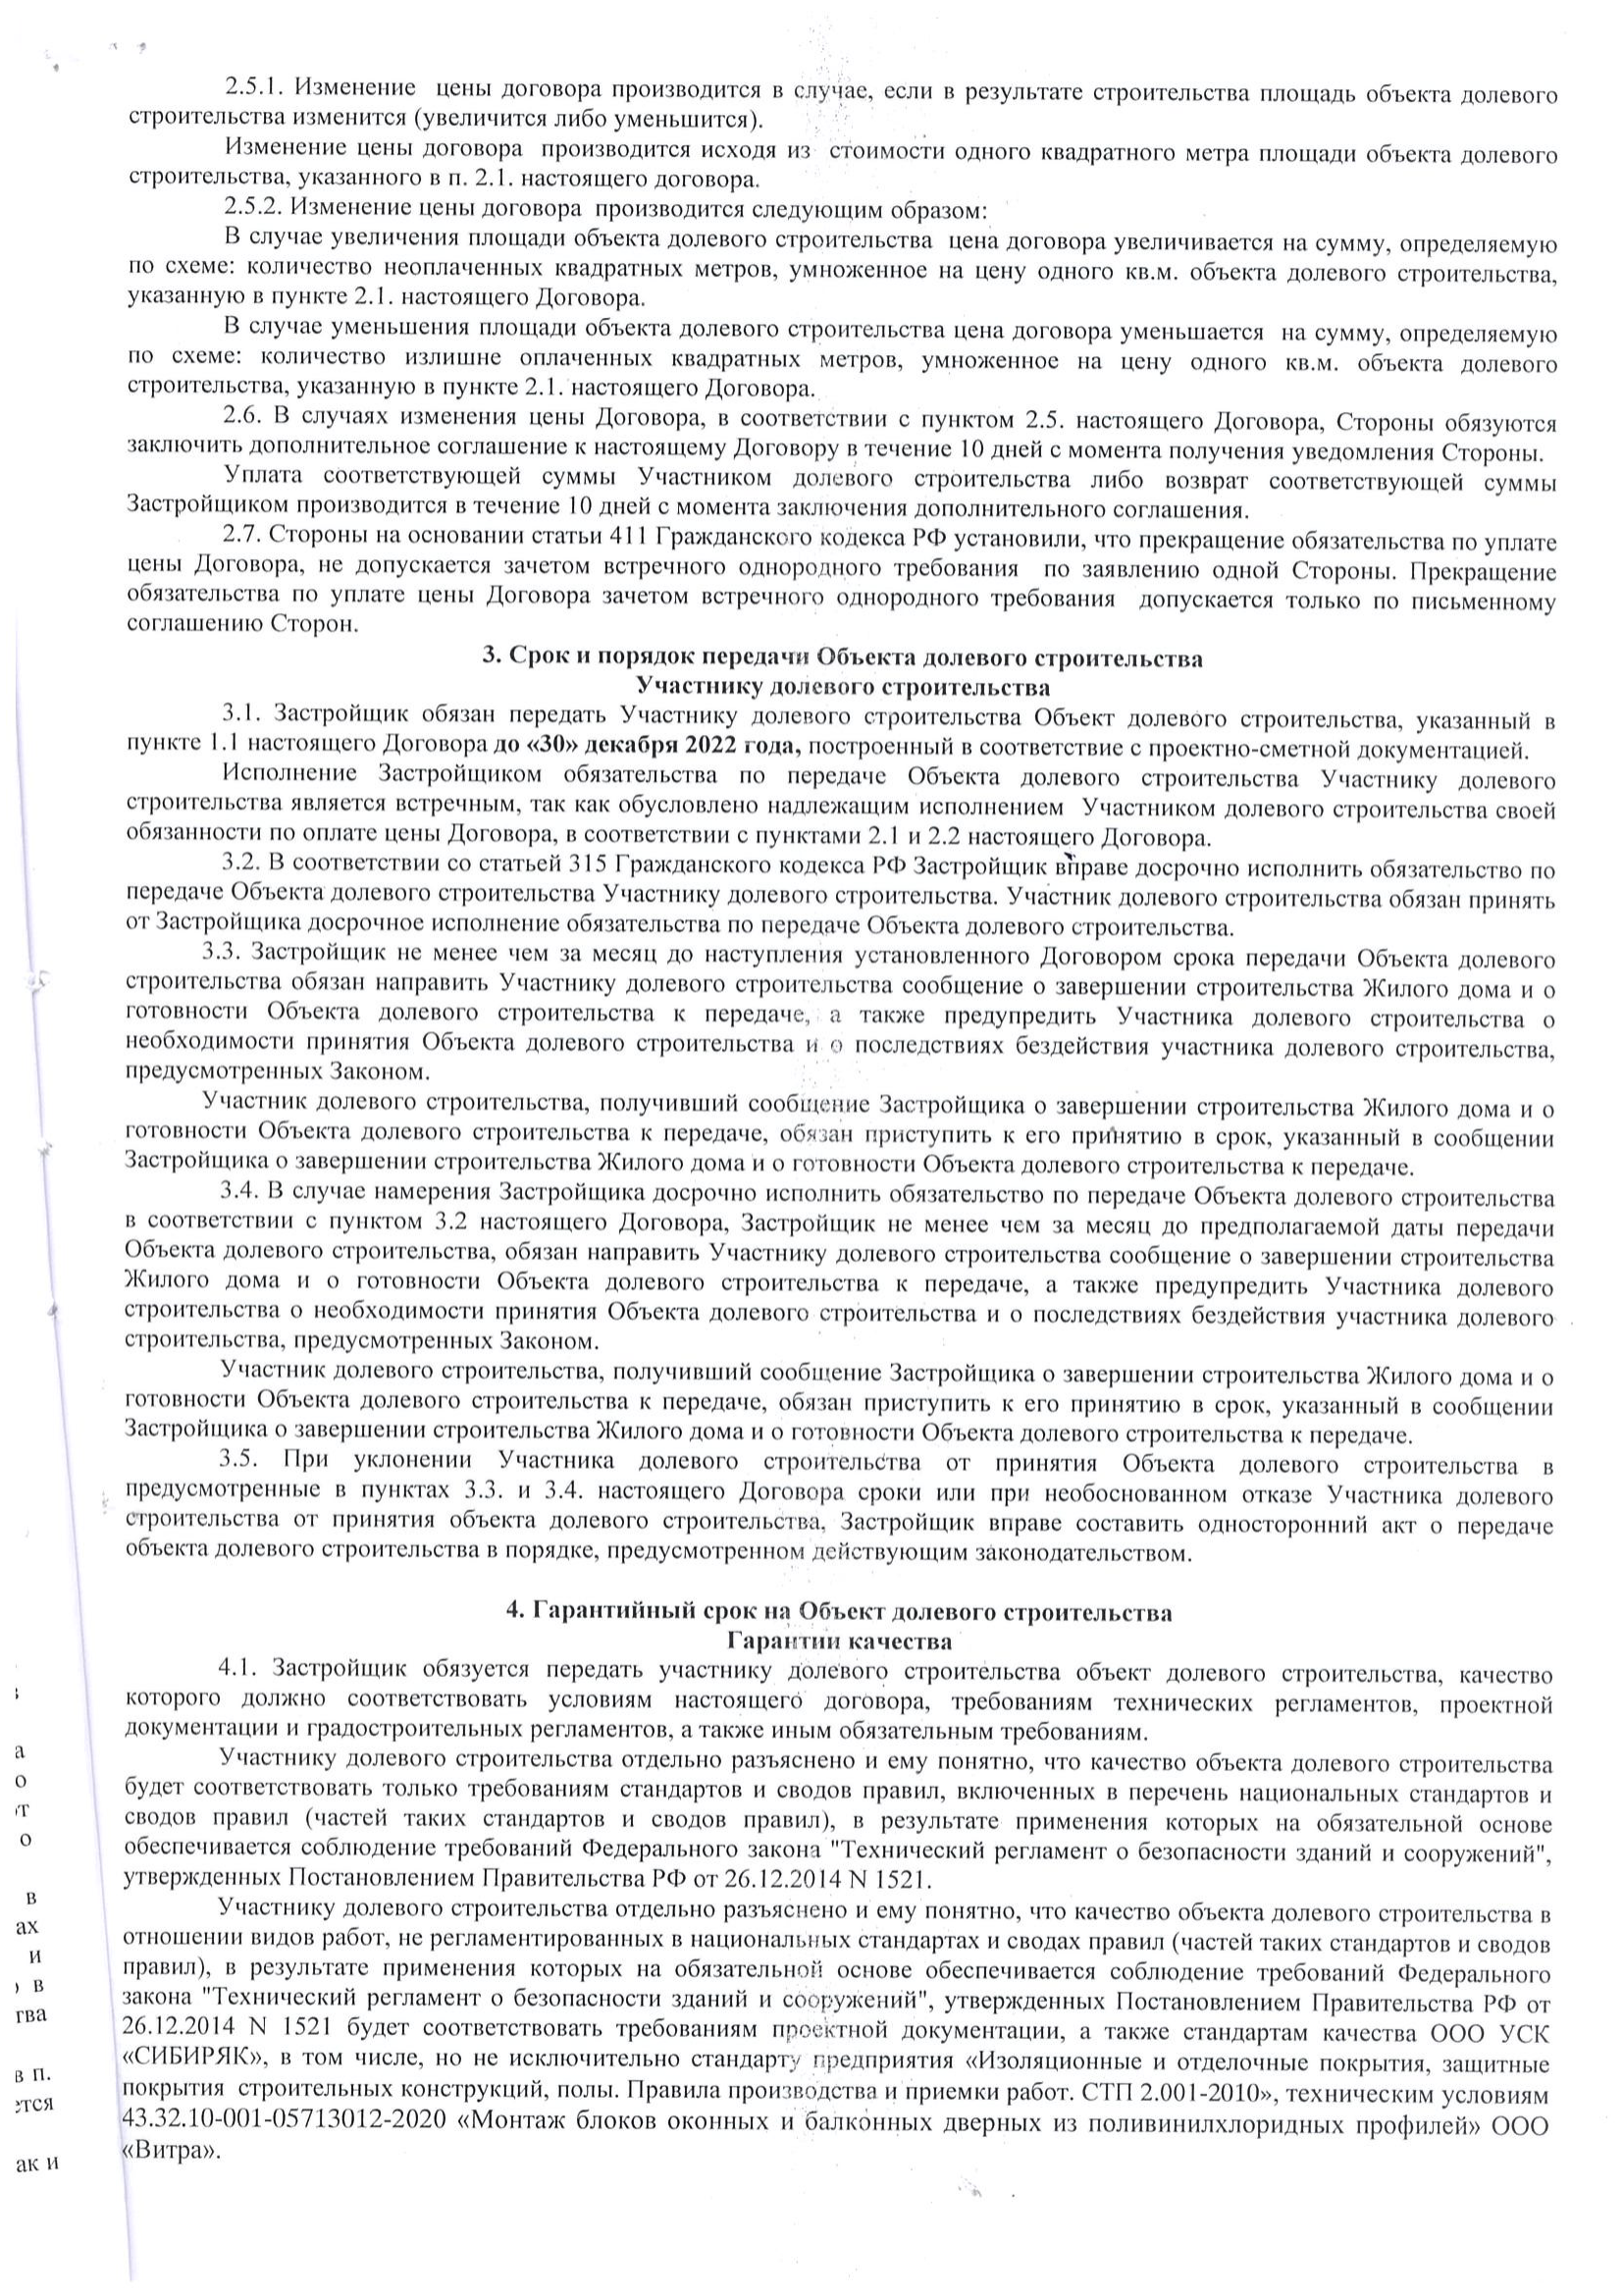 2.5.1. Изменение цены договора производится в случае, если в результате строительства площадь объекта долевого
строительства изменится (увеличится либо уменьшится).
Изменение цены договора производится исходя из стоимости одного квадратного метра площади объекта долевого
строительства, указанного в п. 2.1. настоящего договора.
2.5.2. Изменение цены договора производится следующим образом:
В случае увеличения площади объекта долевого строительства цена договора увеличивается на сумму, определяемую
по схеме: количество неоплаченных квадратных метров, умноженное на цену одного кв.м. объекта долевого строительства,
указанную в пункте 2.1. настоящего Договора.
В случае уменьшения площади объекта долевого строительства цена договора уменьшается на сумму, определяемую
по схеме: количество излишне оплаченных квадратных метров, умноженное на цену одного кв.м. объекта долевого
строительства, указанную в пункте 2.1. настоящего Договора.
2.6. В случаях изменения цены Договора, в соответствии с пунктом 2.5. настоящего Договора, Стороны обязуются
заключить дополнительное соглашение к настоящему Договору в течение 10 дней с момента получения уведомления Стороны.
Уплата соответствующей суммы Участником долевого строительства либо возврат соответствующей суммы
Застройщиком производится в течение 10 дней с момента заключения дополнительного соглашения.
2.7. Стороны на основании статьи 411 Гражданского кодекса РФ установили, что прекращение обязательства по уплате
цены Договора, не допускается зачетом встречного однородного требования по заявлению одной Стороны. Прекращение
обязательства по уплате цены Договора зачетом встречного однородного требования допускается только по письменному
соглашению Сторон.
3. Срок и порядок передачи Объекта долевого строительства
Участнику долевого строительства
3.1. Застройщик обязан передать Участнику долевого строительства Объект долевого строительства, указанный в
пункте 1.1 настоящего Договора до «30» декабря 2022 года, построенный в соответствие с проектно-сметной документацией.
Исполнение Застройщиком обязательства по передаче Объекта долевого строительства Участнику долевого
строительства является встречным, так как обусловлено надлежащим исполнением Участником долевого строительства своей
обязанности по оплате цены Договора, в соответствии с пунктами 2.1 и 2.2 настоящего Договора.
3.2. В соответствии со статьей 315 Гражданского кодекса РФ Застройщик вправе досрочно исполнить обязательство по
передаче Объекта долевого строительства Участнику долевого строительства. Участник долевого строительства обязан принять
от Застройщика досрочное исполнение обязательства по передаче Объекта долевого строительства.
3.3. Застройщик не менее чем за месяц до наступления установленного Договором срока передачи Объекта долевого
строительства обязан направить Участнику долевого строительства сообщение о завершении строительства Жилого дома и о
готовности Объекта долевого строительства к передаче, а также предупредить Участника долевого строительства о
необходимости принятия Объекта долевого строительства и о последствиях бездействия участника долевого строительства,
предусмотренных Законом.
Участник долевого строительства, получивший сообщение Застройщика о завершении строительства Жилого дома и о
готовности Объекта долевого строительства к передаче, обязан приступить к его принятию в срок, указанный в сообщении
Застройщика о завершении строительства Жилого дома и о готовности Объекта долевого строительства к передаче.
3.4. В случае намерения Застройщика досрочно исполнить обязательство по передаче Объекта долевого строительства
в соответствии с пунктом 3.2 настоящего Договора, Застройщик не менее чем за месяц до предполагаемой даты передачи
Объекта долевого строительства, обязан направить Участнику долевого строительства сообщение о завершении строительства
Жилого дома и о готовности Объекта долевого строительства к передаче, а также предупредить Участника долевого
строительства о необходимости принятия Объекта долевого строительства и о последствиях бездействия участника долевого
строительства, предусмотренных Законом.
Участник долевого строительства, получивший сообщение Застройщика о завершении строительства Жилого дома и о
готовности Объекта долевого строительства к передаче, обязан приступить к его принятию в срок, указанный в сообщении
Застройщика о завершении строительства Жилого дома и о готовности Объекта долевого строительства к передаче.
3.5. При уклонении Участника долевого строительства от принятия Объекта долевого строительства в
предусмотренные в пунктах 3.3. и 3.4. настоящего Договора сроки или при необоснованном отказе Участника долевого
строительства от принятия объекта долевого строительства, Застройщик вправе составить односторонний акт о передаче
объекта долевого строительства в порядке, предусмотренном действующим законодательством.
4. Гарантийный срок на Объект долевого строительства
Гарантии качества
4.1. Застройщик обязуется передать участнику долевого строительства объект долевого строительства, качество
которого должно соответствовать условиям настоящего договора, требованиям технических регламентов, проектной
документации и градостроительных регламентов, а также иным обязательным требованиям.
Участнику долевого строительства отдельно разъяснено и ему понятно, что качество объекта долевого строительства
будет соответствовать только требованиям стандартов и сводов правил, включенных в перечень национальных стандартов и
сводов правил (частей таких стандартов и сводов правил), в результате применения которых на обязательной основе
обеспечивается соблюдение требований Федерального закона "Технический регламент о безопасности зданий и сооружений",
утвержденных Постановлением Правительства РФ от 26.12.2014 N 1521.
Участнику долевого строительства отдельно разъяснено и ему понятно, что качество объекта долевого строительства в
отношении видов работ, не регламентированных в национальных стандартах и сводах правил (частей таких стандартов и сводов
правил), в результате применения которых на обязательной основе обеспечивается соблюдение требований Федерального
закона "Технический регламент о безопасности зданий и сооружений", утвержденных Постановлением Правительства РФ от
26.12.2014 N 1521 будет соответствовать требованиям проектной документации, а также стандартам качества ООО УСК
«СИБИРЯК», в том числе, но не исключительно стандарту предприятия «Изоляционные и отделочные покрытия, защитные
покрытия строительных конструкций, полы. Правила производства и приемки работ. СТП 2.001-2010», техническим условиям
43.32.10-001-05713012-2020 «Монтаж блоков оконных и балконных дверных из поливинилхлоридных профилей» ООО
«Витра».